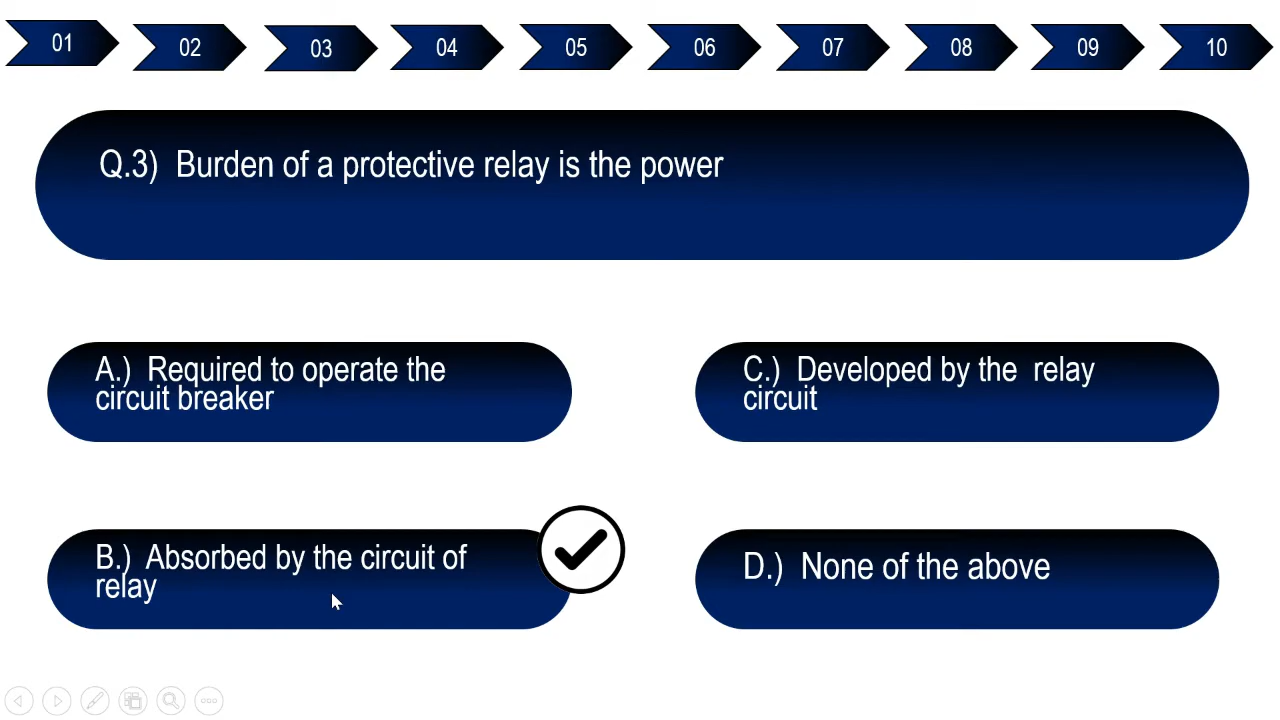 01 02 03 04 05 06 07 08 09 10
Q.3) Burden of a protective relay is the power
A.) Required to operate the
circuit breaker
C.) Developed by the relay
circuit
B.) Absorbed by the circuit of
relay
D.) None of the above